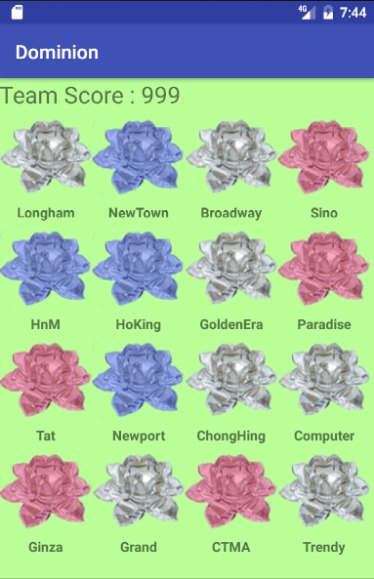 4G 7:44
Dominion
Team Score : 999
Longham NewTown Broadway Sino
HnM HoKing GoldenEra Paradise
Tat Newport ChongHing Computer
Ginza Grand CTMA Trendy